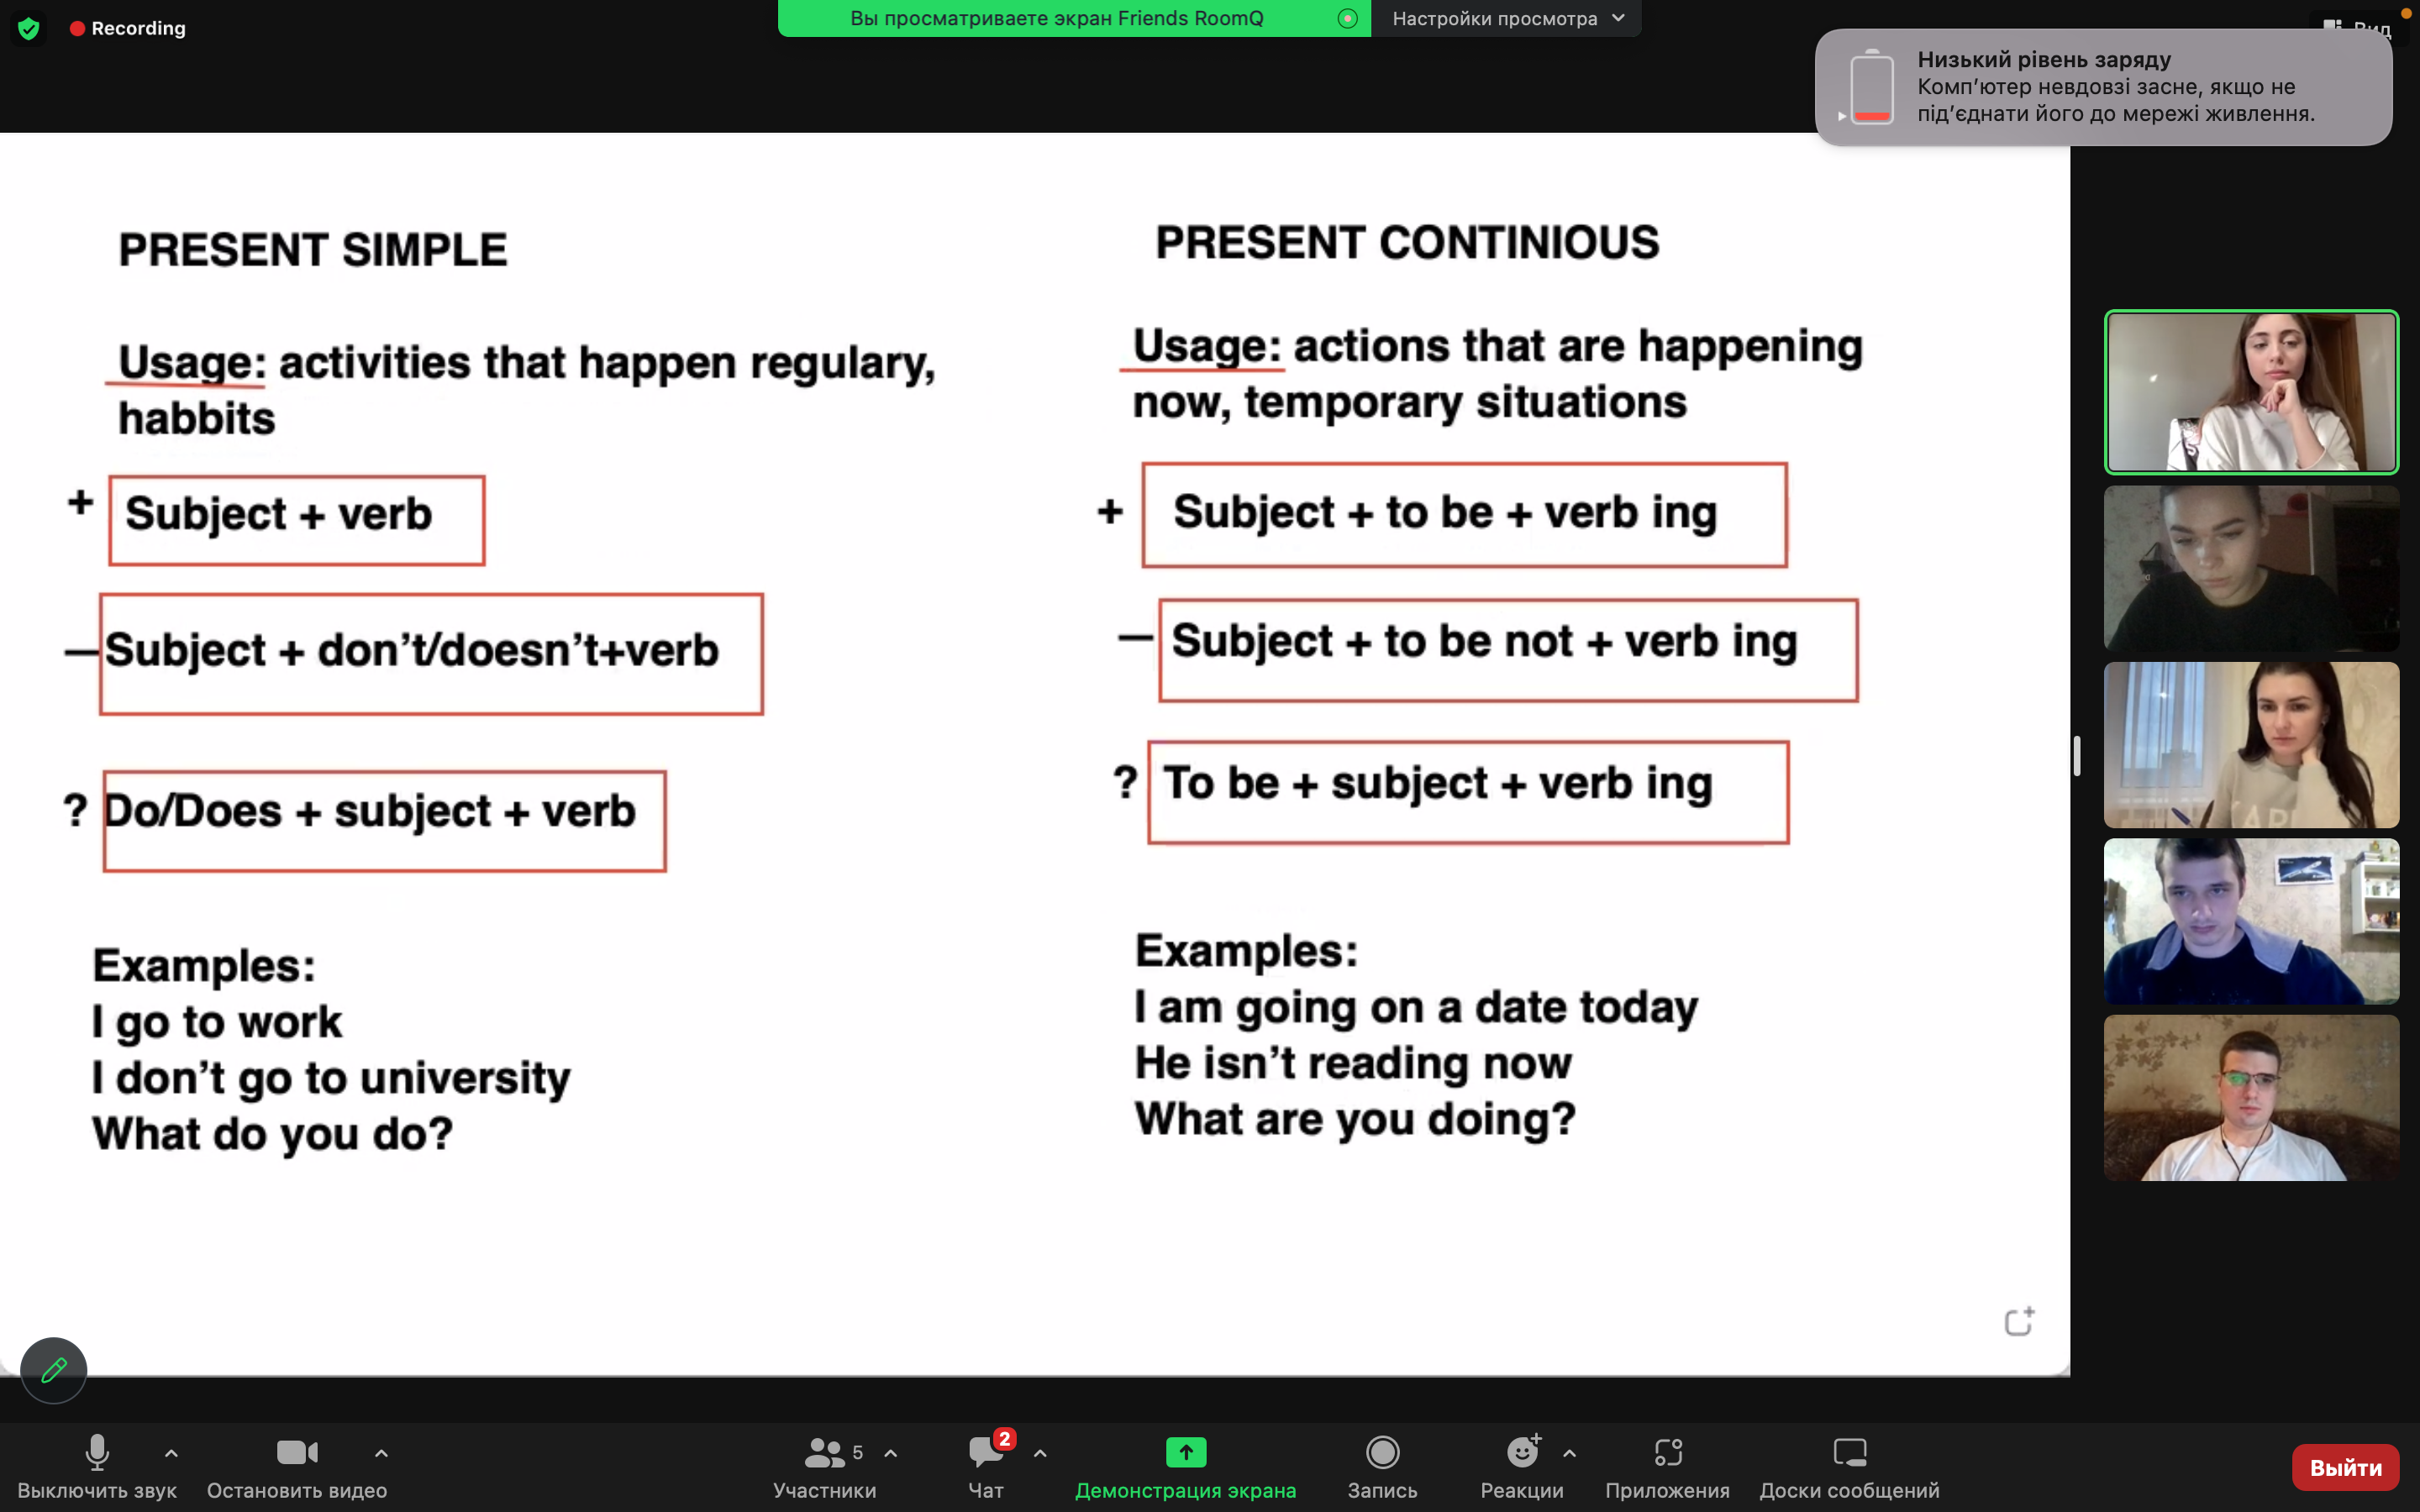 Recording
Вы просматриваете экран Friends RoomQ
Настройки просмотра
Вид
Низький рівень заряду
Комп'ютер невдовзі засне, якщо не
під'єднати його до мережі живлення.
PRESENT SIMPLE
Usage: activities that happen regulary,
habbits
+ Subject + verb
— Subject + don't/doesn't+verb
? Do/Does + subject + verb
Examples:
I go to work
I don't go to university
What do you do?
PRESENT CONTINIOUS
Usage: actions that are happening
now, temporary situations
+ Subject + to be + verb ing
— Subject + to be not + verb ing
? To be + subject + verb ing
Examples:
I am going on a date today
He isn't reading now
What are you doing?
Выключить звук
Остановить видео
5
Участники
2
Чат
Демонстрация экрана
Запись
Реакции
Приложения
Доски сообщений
Выйти